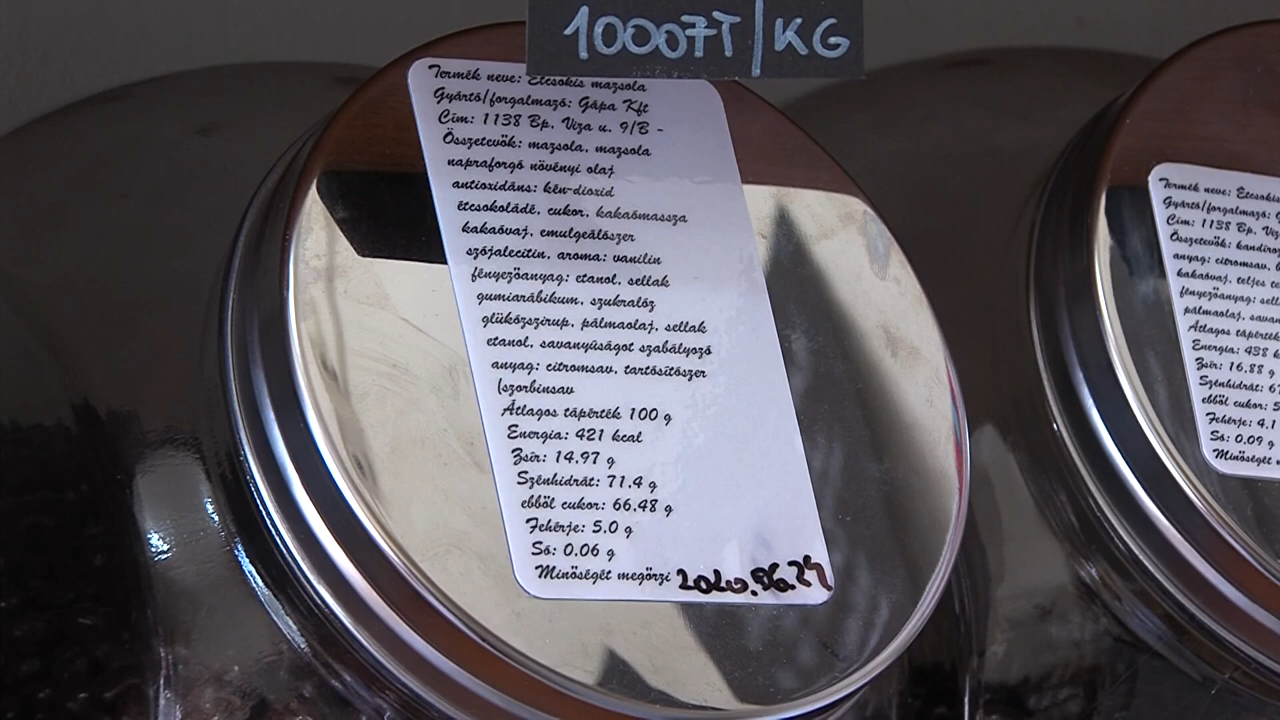 10007T/KG
Termék neve: Étcsokis mazsola
Gyártó/forgalmazó: Gápa Kft
Cím: 1138 Bp. Viza u. 9/B -
Összetevők: mazsola, mazsola
napraforgó növényi olaj
antioxidáns: kén-dioxid
étcsokoládé, cukor, kakaómassza
kakaóvaj, emulgeálószer
szójalecitin, aroma: vanilin
fényezőanyag: etanol, sellak
gumiarábikum, szukralóz
glükózszirup, pálmaolaj, sellak
etanol, savanyúságot szabályozó
anyag: citromsav, tartósítószer
(szorbinsav
Átlagos tápérték 100 g
Energia: 421 kcal
Zsír: 14.97 g
Szénhidrát: 71.4 g
ebből cukor: 66.48 g
Fehérje: 5.0 g
Só: 0.06 g
Minőségét megőrzi 2020.06.24
Termék neve: Étcsokis
Gyártó/forgalmazó:
Cím: 1138 Bp. Viza
Összetevők:
anyag: citromsav,
kakaóvaj, teljes
fényezőanyag:
pálmaolaj,
Átlagos
Energia: 438
Zsír: 16.88 g
Szénhidrát:
ebből cukor:
Fehérje: 4.1
Só: 0.09 g
Minőségét